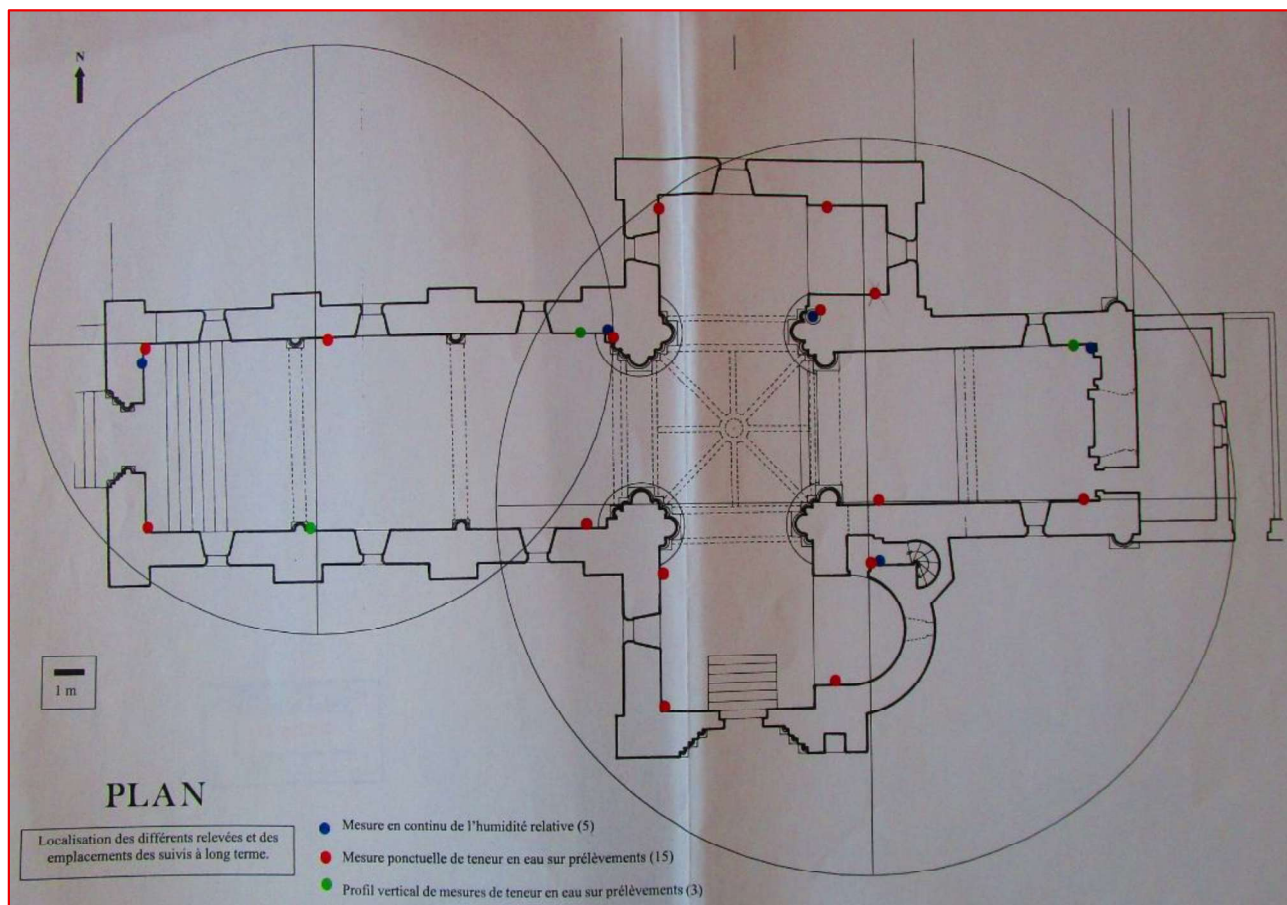 N
1 m
PLAN
Localisation des différents relevées et des
emplacements des suivis à long terme.
Mesure en continu de l'humidité relative (5)
Mesure ponctuelle de teneur en eau sur prélèvements (15)
Profil vertical de mesures de teneur en eau sur prélèvements (3)